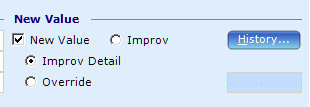 New Value
New Value Improv History...
Improv Detail
Override